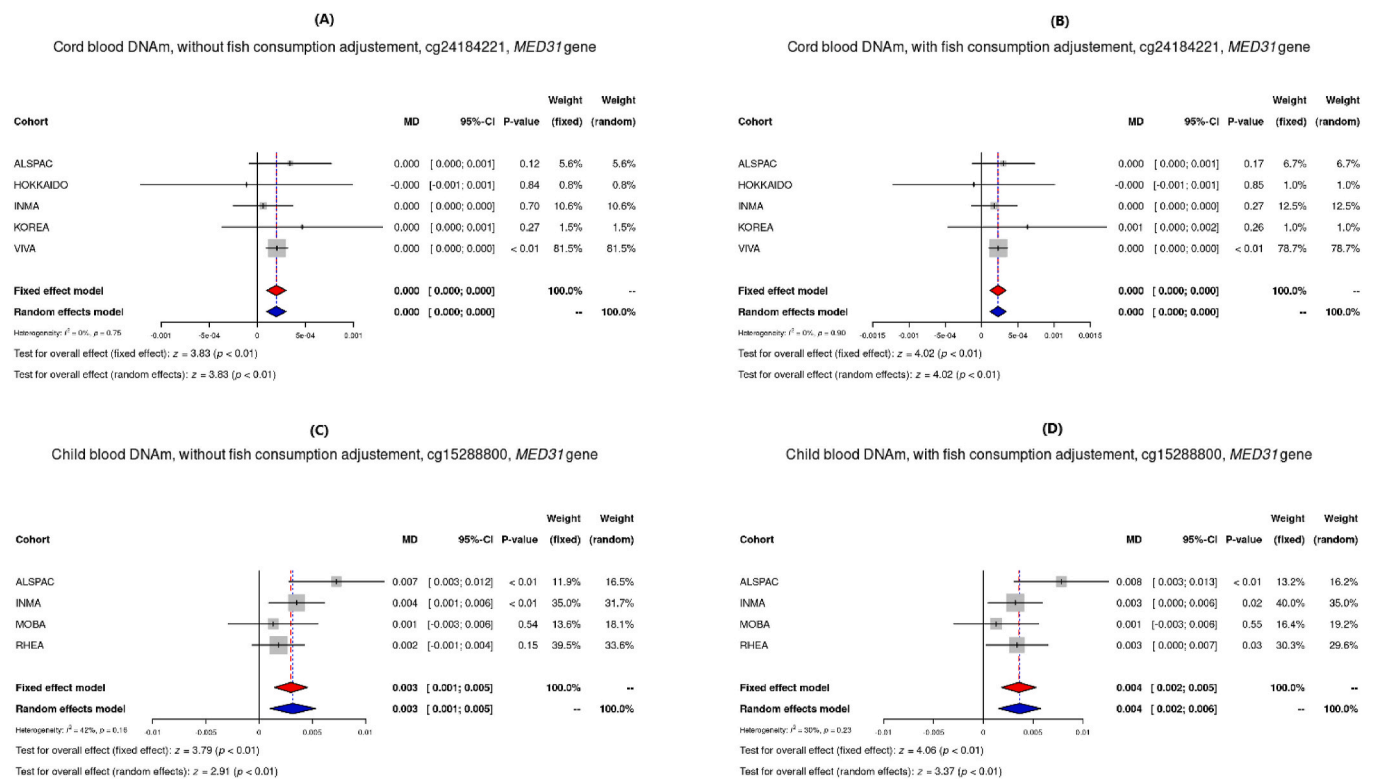 (A)
Cord blood DNAm, without fish consumption adjustement, cg24184221, MED31 gene
Weight Weight
Cohort MD 95%-CI P-value (fixed) (random)
ALSPAC 0.000 [ 0.000; 0.001] 0.12 5.6% 5.6%
HOKKAIDO -0.000 [-0.001; 0.001] 0.84 0.8% 0.8%
INMA 0.000 [ 0.000; 0.000] 0.70 10.6% 10.6%
KOREA 0.000 [ 0.000; 0.001] 0.27 1.5% 1.5%
VIVA 0.000 [ 0.000; 0.000] < 0.01 81.5% 81.5%
Fixed effect model 0.000 [ 0.000; 0.000] 100.0% --
Random effects model 0.000 [ 0.000; 0.000] -- 100.0%
Heterogeneity: I² = 0%, p = 0.75
-0.001 -5e-04 0 5e-04 0.001
Test for overall effect (fixed effect): z = 3.83 (p < 0.01)
Test for overall effect (random effects): z = 3.83 (p < 0.01)
(B)
Cord blood DNAm, with fish consumption adjustement, cg24184221, MED31 gene
Weight Weight
Cohort MD 95%-CI P-value (fixed) (random)
ALSPAC 0.000 [ 0.000; 0.001] 0.17 6.7% 6.7%
HOKKAIDO -0.000 [-0.001; 0.001] 0.85 1.0% 1.0%
INMA 0.000 [ 0.000; 0.000] 0.27 12.5% 12.5%
KOREA 0.001 [ 0.000; 0.002] 0.26 1.0% 1.0%
VIVA 0.000 [ 0.000; 0.000] < 0.01 78.7% 78.7%
Fixed effect model 0.000 [ 0.000; 0.000] 100.0% --
Random effects model 0.000 [ 0.000; 0.000] -- 100.0%
Heterogeneity: I² = 0%, p = 0.90
-0.0015 -0.001 -5e-04 0 5e-04 0.001 0.0015
Test for overall effect (fixed effect): z = 4.02 (p < 0.01)
Test for overall effect (random effects): z = 4.02 (p < 0.01)
(C)
Child blood DNAm, without fish consumption adjustement, cg15288800, MED31 gene
Weight Weight
Cohort MD 95%-CI P-value (fixed) (random)
ALSPAC 0.007 [ 0.003; 0.012] < 0.01 11.9% 16.5%
INMA 0.004 [ 0.001; 0.006] < 0.01 35.0% 31.7%
MOBA 0.001 [-0.003; 0.006] 0.54 13.6% 18.1%
RHEA 0.002 [-0.001; 0.004] 0.15 39.5% 33.6%
Fixed effect model 0.003 [ 0.001; 0.005] 100.0% --
Random effects model 0.003 [ 0.001; 0.005] -- 100.0%
Heterogeneity: I² = 42%, p = 0.16
-0.01 -0.005 0 0.005 0.01
Test for overall effect (fixed effect): z = 3.79 (p < 0.01)
Test for overall effect (random effects): z = 2.91 (p < 0.01)
(D)
Child blood DNAm, with fish consumption adjustement, cg15288800, MED31 gene
Weight Weight
Cohort MD 95%-CI P-value (fixed) (random)
ALSPAC 0.008 [ 0.003; 0.013] < 0.01 13.2% 16.2%
INMA 0.003 [ 0.000; 0.006] 0.02 40.0% 35.0%
MOBA 0.001 [-0.003; 0.006] 0.55 16.4% 19.2%
RHEA 0.003 [ 0.000; 0.007] 0.03 30.3% 29.6%
Fixed effect model 0.004 [ 0.002; 0.005] 100.0% --
Random effects model 0.004 [ 0.002; 0.006] -- 100.0%
Heterogeneity: I² = 30%, p = 0.23
-0.01 -0.005 0 0.005 0.01
Test for overall effect (fixed effect): z = 4.06 (p < 0.01)
Test for overall effect (random effects): z = 3.37 (p < 0.01)